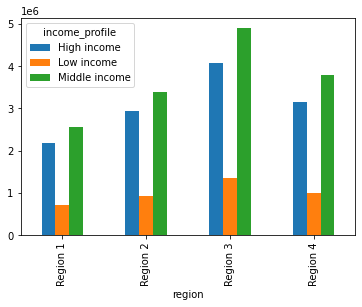 1e6
income_profile
High income
Low income
Middle income
5
4
3
2
1
0
Region 1
Region 2
Region 3
Region 4
region